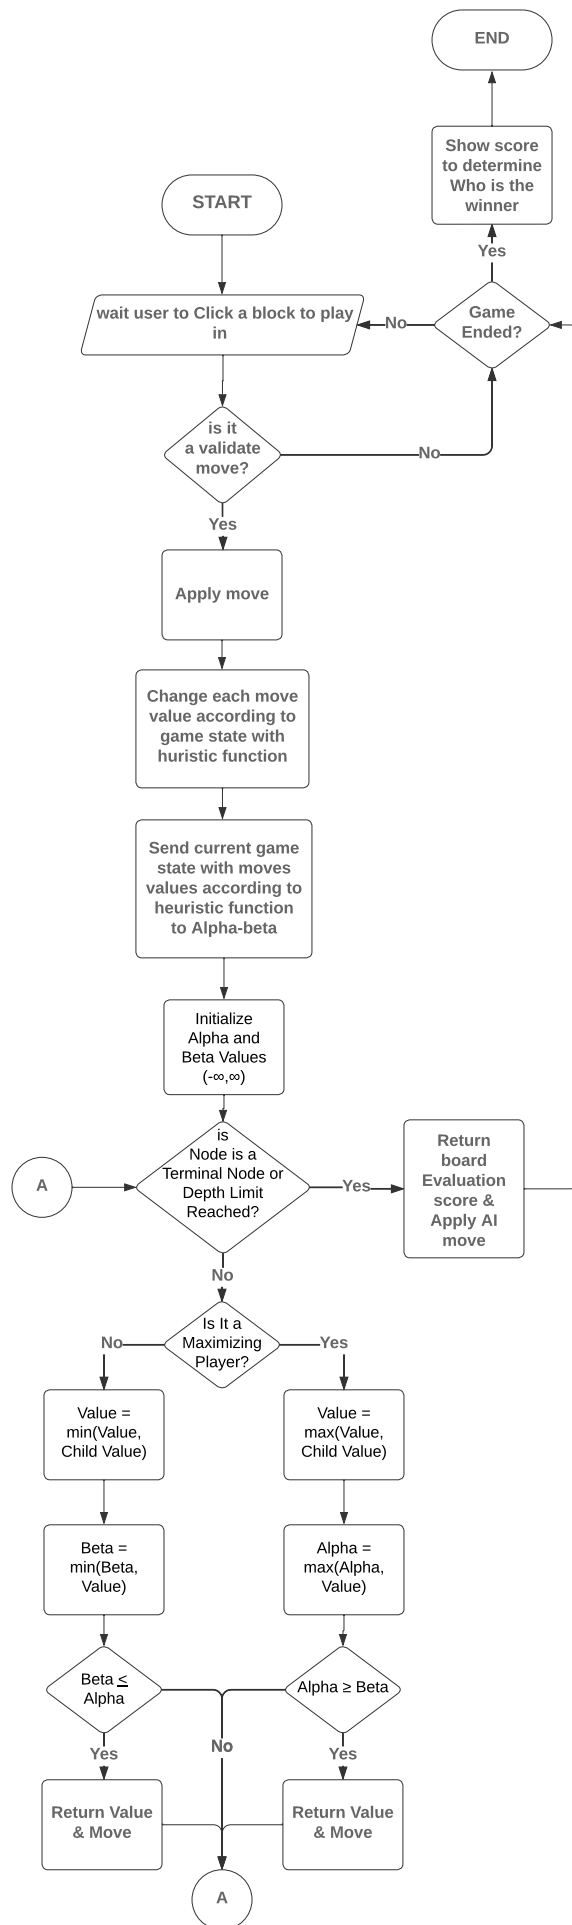 END
Show score
to determine
Who is the
winner
Yes
START
wait user to Click a block to play
in
No
Game
Ended?
is it
a validate
move?
No
Yes
Apply move
Change each move
value according to
game state with
huristic function
Send current game
state with moves
values according to
heuristic function
to Alpha-beta
Initialize
Alpha and
Beta Values
(-∞,∞)
A
is
Node is a
Terminal Node or
Depth Limit
Reached?
Yes
Return
board
Evaluation
score &
Apply AI
move
No
Is It a
Maximizing
Player?
No
Yes
Value =
min(Value,
Child Value)
Value =
max(Value,
Child Value)
Beta =
min(Beta,
Value)
Alpha =
max(Alpha,
Value)
Beta <
Alpha
Alpha ≥ Beta
No
Yes
Yes
Return Value
& Move
Return Value
& Move
A